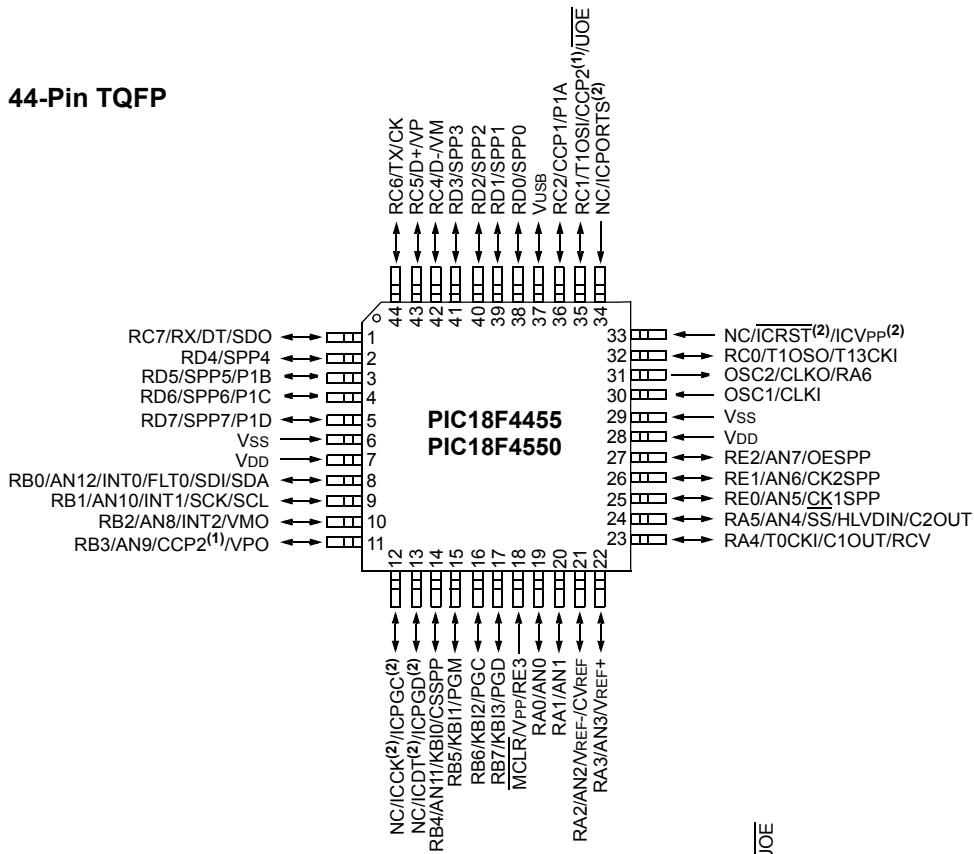 44-Pin TQFP
RC6/TX/CK
RC5/D+/VP
RC4/D-/VM
RD3/SPP3
RD2/SPP2
RD1/SPP1
RD0/SPP0
VUSB
RC2/CCP1/P1A
RC1/T1OSI/CCP2(1)/UOE
NC/ICPORTS(2)
44 43 42 41 40 39 38 37 36 35 34
RC7/RX/DT/SDO 1
RD4/SPP4 2
RD5/SPP5/P1B 3
RD6/SPP6/P1C 4
RD7/SPP7/P1D 5
VSS 6
VDD 7
RB0/AN12/INT0/FLT0/SDI/SDA 8
RB1/AN10/INT1/SCK/SCL 9
RB2/AN8/INT2/VMO 10
RB3/AN9/CCP2(1)/VPO 11
PIC18F4455
PIC18F4550
33 NC/ICRST(2)/ICVPP(2)
32 RC0/T1OSO/T13CKI
31 OSC2/CLKO/RA6
30 OSC1/CLKI
29 VSS
28 VDD
27 RE2/AN7/OESPP
26 RE1/AN6/CK2SPP
25 RE0/AN5/CK1SPP
24 RA5/AN4/SS/HLVDIN/C2OUT
23 RA4/T0CKI/C1OUT/RCV
12 13 14 15 16 17 18 19 20 21 22
NC/ICCK(2)/ICPGC(2)
NC/ICDT(2)/ICPGD(2)
RB4/AN11/KBI0/CSSPP
RB5/KBI1/PGM
RB6/KBI2/PGC
RB7/KBI3/PGD
MCLR/VPP/RE3
RA0/AN0
RA1/AN1
RA2/AN2/VREF-/CVREF
RA3/AN3/VREF+
UOE